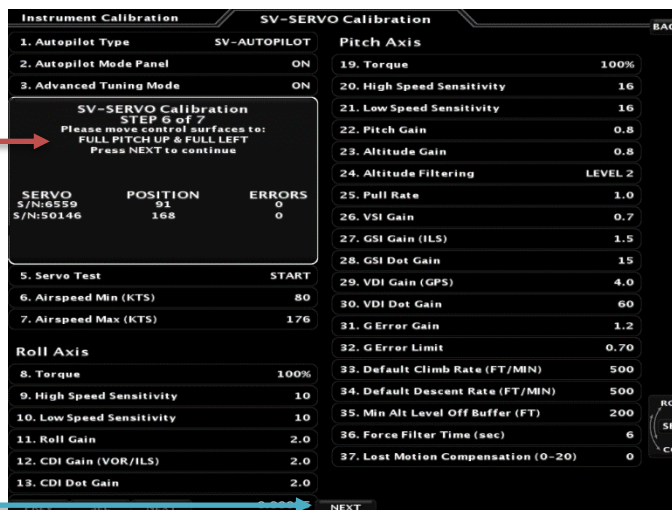 Instrument Calibration
SV-SERVO Calibration
BAC
1. Autopilot Type SV-AUTOPILOT
2. Autopilot Mode Panel ON
3. Advanced Tuning Mode ON
SV-SERVO Calibration
STEP 6 of 7
Please move control surfaces to:
FULL PITCH UP & FULL LEFT
Press NEXT to continue
SERVO POSITION ERRORS
S/N:6559 91 0
S/N:50146 168 0
5. Servo Test START
6. Airspeed Min (KTS) 80
7. Airspeed Max (KTS) 176
Roll Axis
8. Torque 100%
9. High Speed Sensitivity 10
10. Low Speed Sensitivity 10
11. Roll Gain 2.0
12. CDI Gain (VOR/ILS) 2.0
13. CDI Dot Gain 2.0
Pitch Axis
19. Torque 100%
20. High Speed Sensitivity 16
21. Low Speed Sensitivity 16
22. Pitch Gain 0.8
23. Altitude Gain 0.8
24. Altitude Filtering LEVEL 2
25. Pull Rate 1.0
26. VSI Gain 0.7
27. GSI Gain (ILS) 1.5
28. GSI Dot Gain 15
29. VDI Gain (GPS) 4.0
30. VDI Dot Gain 60
31. G Error Gain 1.2
32. G Error Limit 0.70
33. Default Climb Rate (FT/MIN) 500
34. Default Descent Rate (FT/MIN) 500
35. Min Alt Level Off Buffer (FT) 200
36. Force Filter Time (sec) 6
37. Lost Motion Compensation (0-20) 0
NEXT